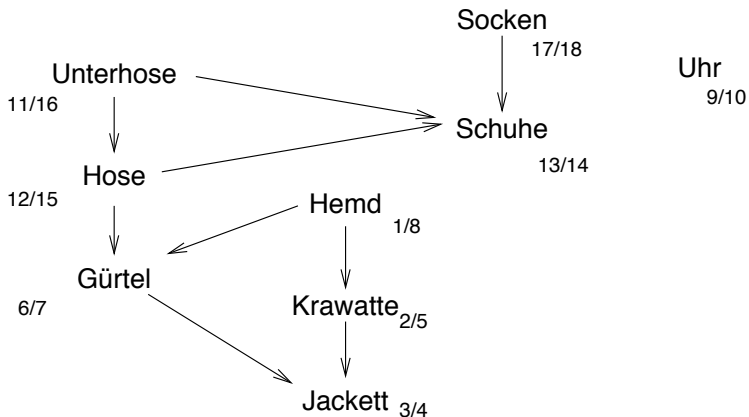 Socken
17/18
Unterhose
11/16
Uhr
9/10
Schuhe
13/14
Hose
12/15
Hemd
1/8
Gürtel
6/7
Krawatte
2/5
Jackett
3/4